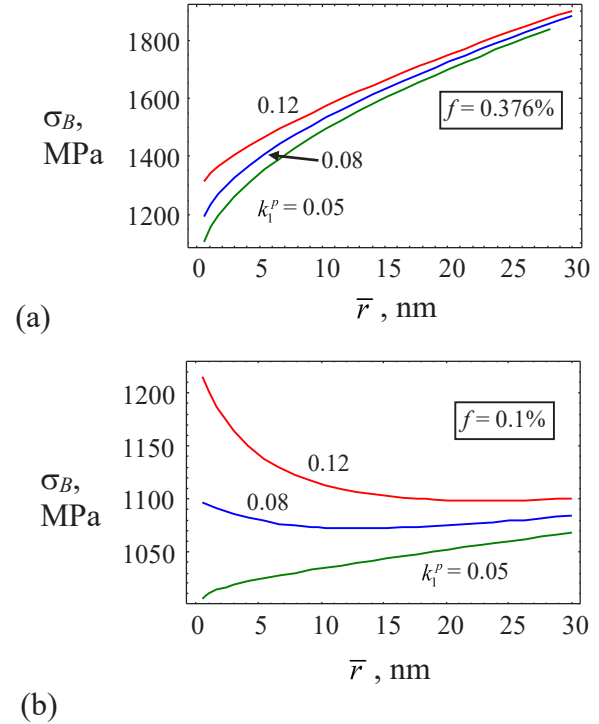 1800
1600
1400
1200
σ_B,
MPa
0.12
f = 0.376%
0.08
k₁ᵖ = 0.05
0 5 10 15 20 25 30
r̅ , nm
(a)
1200
1150
1100
1050
σ_B,
MPa
f = 0.1%
0.12
0.08
k₁ᵖ = 0.05
0 5 10 15 20 25 30
r̅ , nm
(b)